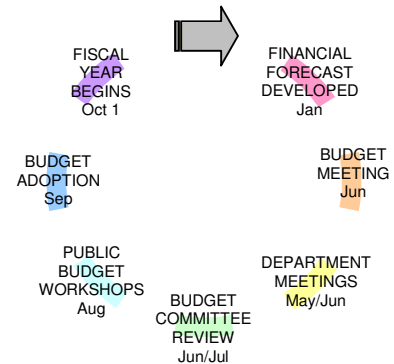 FISCAL
YEAR
BEGINS
Oct 1
FINANCIAL
FORECAST
DEVELOPED
Jan
BUDGET
MEETING
Jun
DEPARTMENT
MEETINGS
May/Jun
BUDGET
COMMITTEE
REVIEW
Jun/Jul
PUBLIC
BUDGET
WORKSHOPS
Aug
BUDGET
ADOPTION
Sep